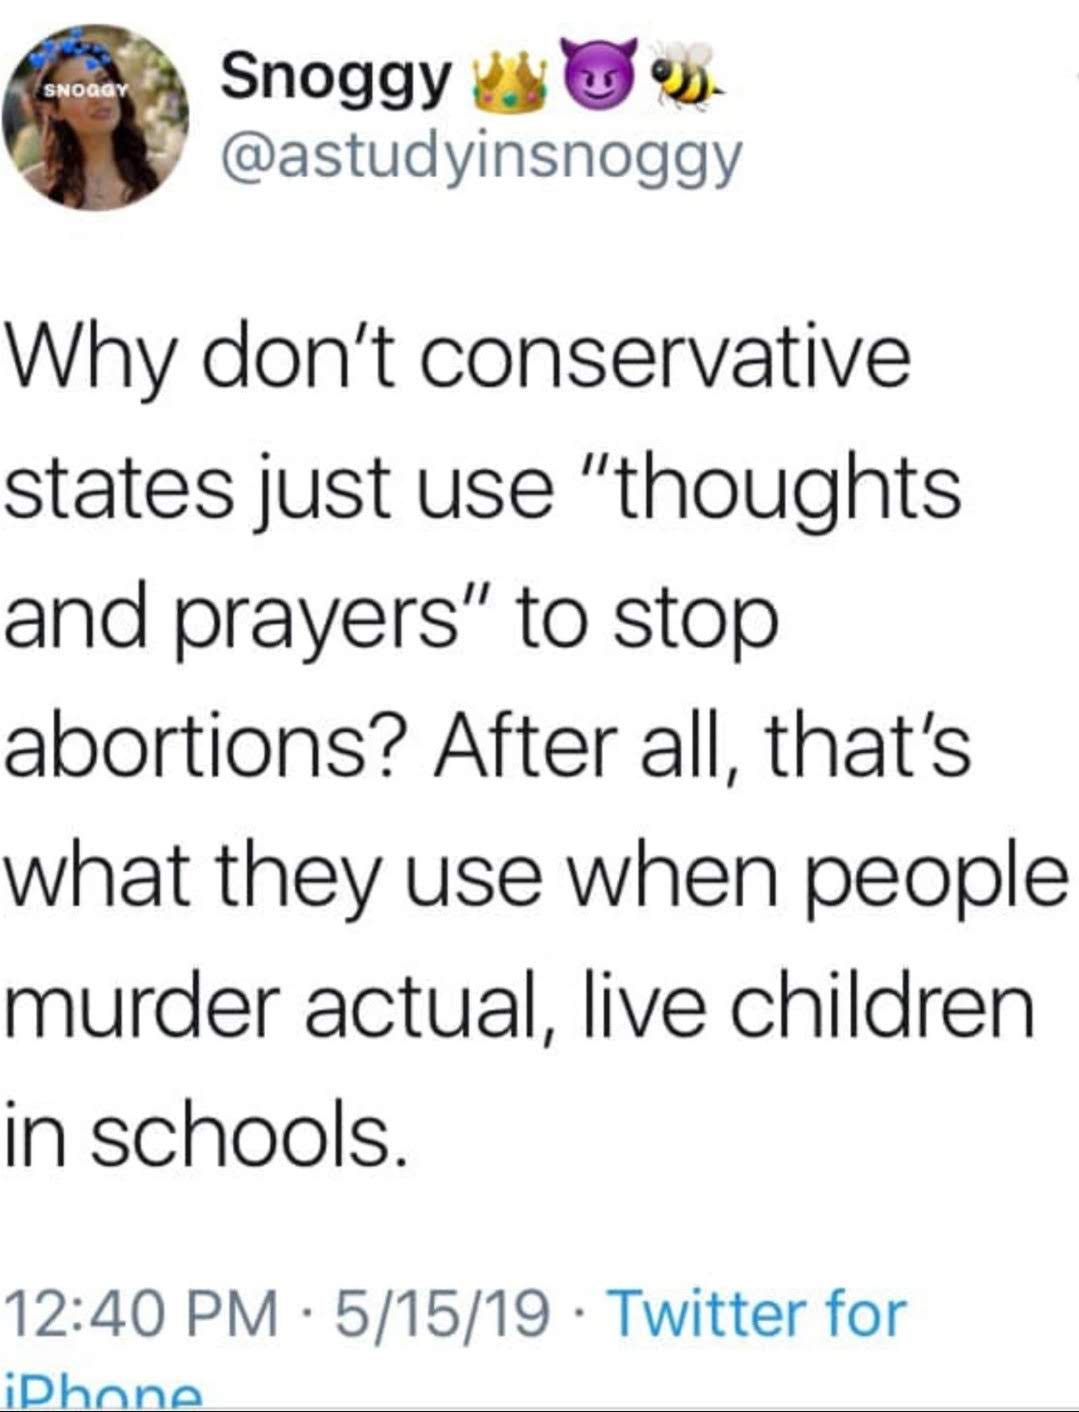 SNOGGY
Snoggy 👑😈🐝
@astudyinsnoggy
Why don't conservative
states just use "thoughts
and prayers" to stop
abortions? After all, that's
what they use when people
murder actual, live children
in schools.
12:40 PM · 5/15/19 · Twitter for
iPhone